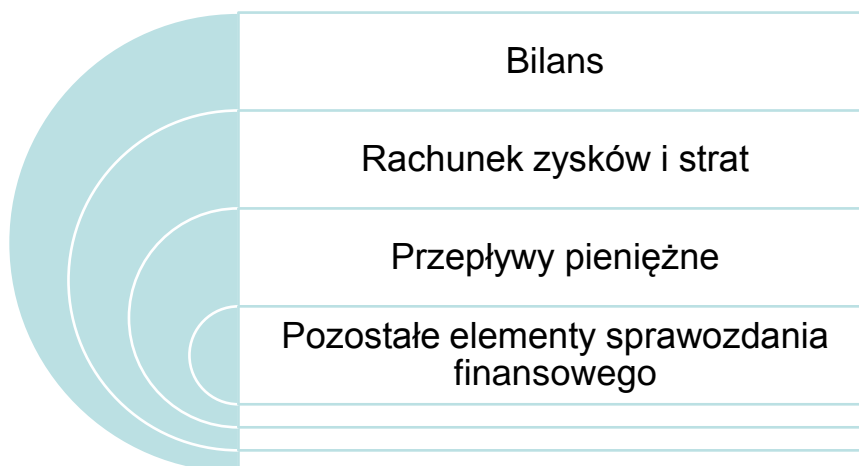 Bilans
Rachunek zysków i strat
Przepływy pieniężne
Pozostałe elementy sprawozdania
finansowego